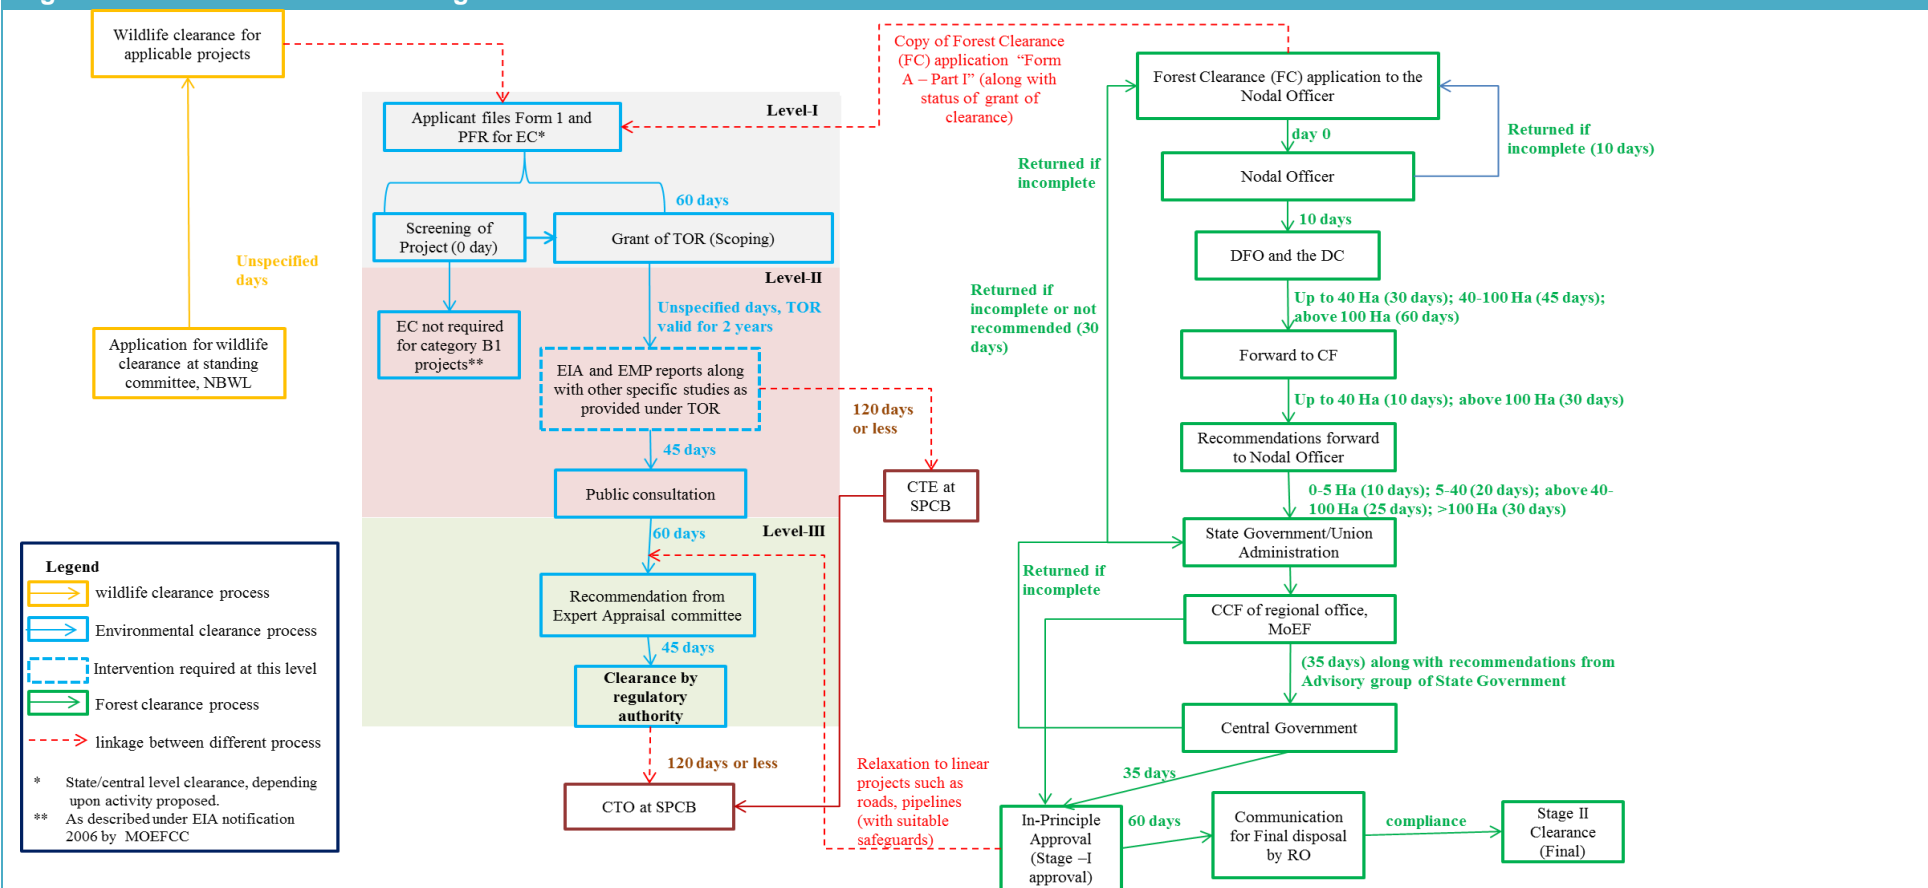 Wildlife clearance for
applicable projects
Unspecified
days
Application for wildlife
clearance at standing
committee, NBWL
Legend
wildlife clearance process
Environmental clearance process
Intervention required at this level
Forest clearance process
linkage between different process
* State/central level clearance, depending
upon activity proposed.
** As described under EIA notification
2006 by MOEFCC
Level-I
Applicant files Form 1 and
PFR for EC*
60 days
Screening of
Project (0 day)
Grant of TOR (Scoping)
Level-II
Unspecified days, TOR
valid for 2 years
EC not required
for category B1
projects**
EIA and EMP reports along
with other specific studies as
provided under TOR
120 days
or less
45 days
Public consultation
CTE at
SPCB
Level-III
60 days
Recommendation from
Expert Appraisal committee
45 days
Clearance by
regulatory
authority
120 days or less
CTO at SPCB
Copy of Forest Clearance
(FC) application “Form
A – Part I” (along with
status of grant of
clearance)
Relaxation to linear
projects such as
roads, pipelines
(with suitable
safeguards)
Forest Clearance (FC) application to the
Nodal Officer
day 0
Returned if
incomplete (10 days)
Returned if
incomplete
Nodal Officer
10 days
DFO and the DC
Returned if
incomplete or not
recommended (30
days)
Up to 40 Ha (30 days); 40-100 Ha (45 days);
above 100 Ha (60 days)
Forward to CF
Up to 40 Ha (10 days); above 100 Ha (30 days)
Recommendations forward
to Nodal Officer
0-5 Ha (10 days); 5-40 (20 days); above 40-
100 Ha (25 days); >100 Ha (30 days)
State Government/Union
Administration
Returned if
incomplete
CCF of regional office,
MoEF
(35 days) along with recommendations from
Advisory group of State Government
Central Government
35 days
In-Principle
Approval
(Stage –I
approval)
60 days
Communication
for Final disposal
by RO
compliance
Stage II
Clearance
(Final)